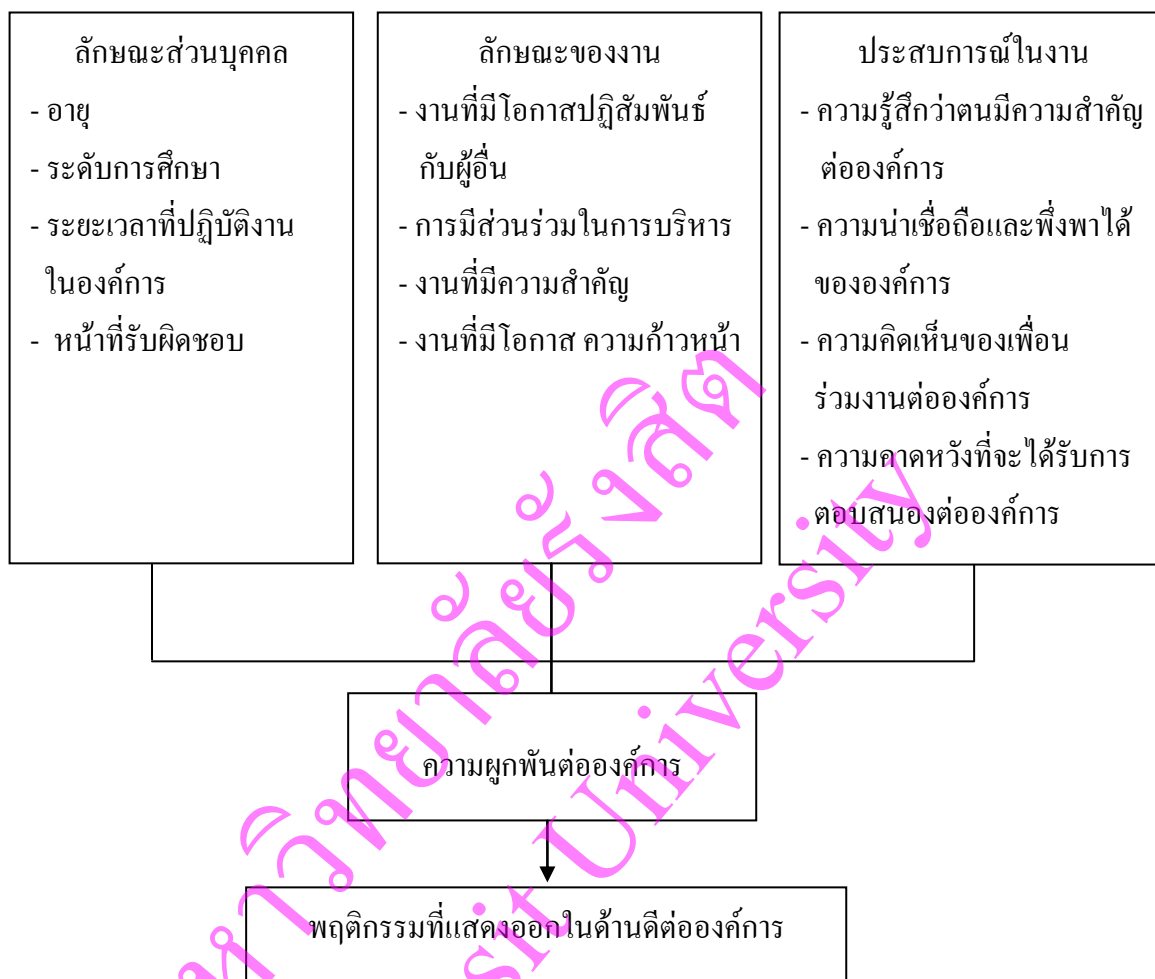 ลักษณะส่วนบุคคล
- อายุ
- ระดับการศึกษา
- ระยะเวลาที่ปฏิบัติงาน
ในองค์การ
- หน้าที่รับผิดชอบ
ลักษณะของงาน
- งานที่มีโอกาสปฏิสัมพันธ์
กับผู้อื่น
- การมีส่วนร่วมในการบริหาร
- งานที่มีความสำคัญ
- งานที่มีโอกาส ความก้าวหน้า
ประสบการณ์ในงาน
- ความรู้สึกว่าตนมีความสำคัญ
ต่อองค์การ
- ความน่าเชื่อถือและพึ่งพาได้
ขององค์การ
- ความคิดเห็นของเพื่อน
ร่วมงานต่อองค์การ
- ความคาดหวังที่จะได้รับการ
ตอบสนองต่อองค์การ
ความผูกพันต่อองค์การ
พฤติกรรมที่แสดงออกในด้านดีต่อองค์การ
มหาวิทยาลัยรังสิต
sit University